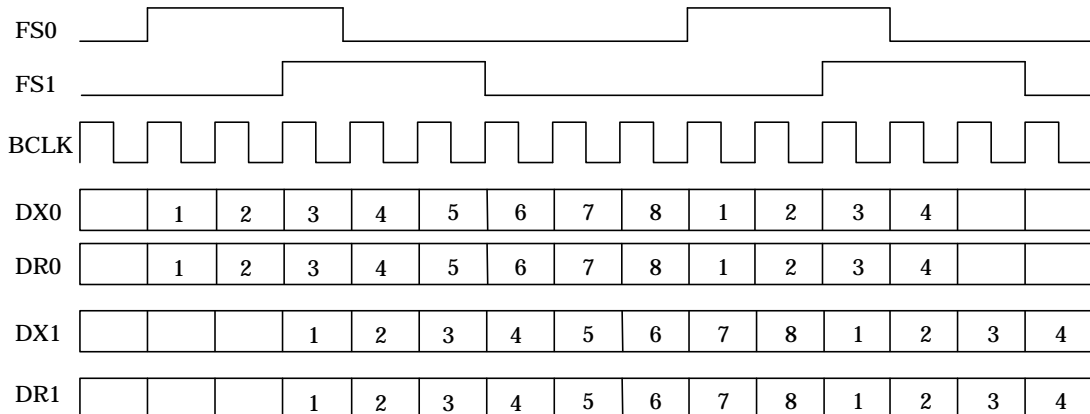 FS0
FS1
BCLK
DX0 1 2 3 4 5 6 7 8 1 2 3 4
DR0 1 2 3 4 5 6 7 8 1 2 3 4
DX1 1 2 3 4 5 6 7 8 1 2 3 4
DR1 1 2 3 4 5 6 7 8 1 2 3 4